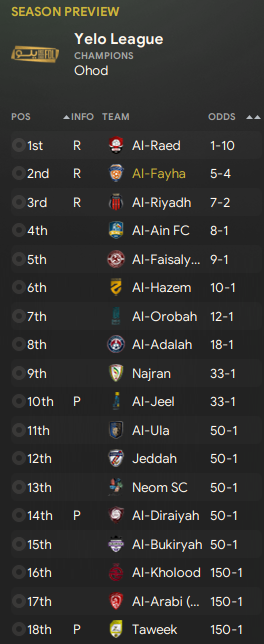 SEASON PREVIEW
Yelo League
CHAMPIONS
Ohod
POS INFO TEAM ODDS
1st R Al-Raed 1-10
2nd R Al-Fayha 5-4
3rd R Al-Riyadh 7-2
4th Al-Ain FC 8-1
5th Al-Faisaly... 9-1
6th Al-Hazem 10-1
7th Al-Orobah 12-1
8th Al-Adalah 18-1
9th Najran 33-1
10th P Al-Jeel 33-1
11th Al-Ula 50-1
12th Jeddah 50-1
13th Neom SC 50-1
14th P Al-Diraiyah 50-1
15th Al-Bukiryah 50-1
16th Al-Kholood 150-1
17th Al-Arabi (... 150-1
18th P Taweek 150-1